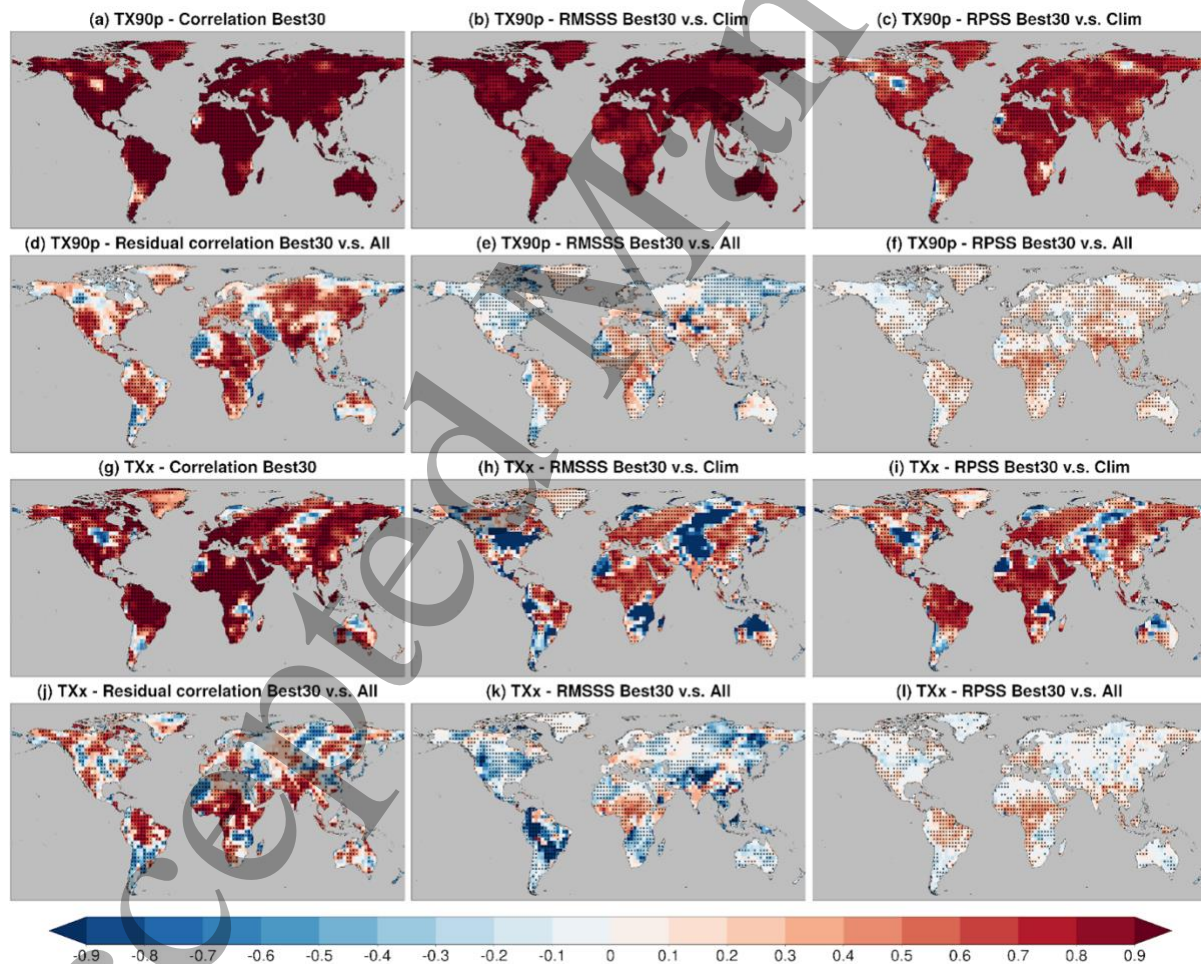 (a) TX90p - Correlation Best30
(b) TX90p - RMSSS Best30 v.s. Clim
(c) TX90p - RPSS Best30 v.s. Clim
(d) TX90p - Residual correlation Best30 v.s. All
(e) TX90p - RMSSS Best30 v.s. All
(f) TX90p - RPSS Best30 v.s. All
(g) TXx - Correlation Best30
(h) TXx - RMSSS Best30 v.s. Clim
(i) TXx - RPSS Best30 v.s. Clim
(j) TXx - Residual correlation Best30 v.s. All
(k) TXx - RMSSS Best30 v.s. All
(l) TXx - RPSS Best30 v.s. All
-0.9 -0.8 -0.7 -0.6 -0.5 -0.4 -0.3 -0.2 -0.1 0 0.1 0.2 0.3 0.4 0.5 0.6 0.7 0.8 0.9
cepted Man